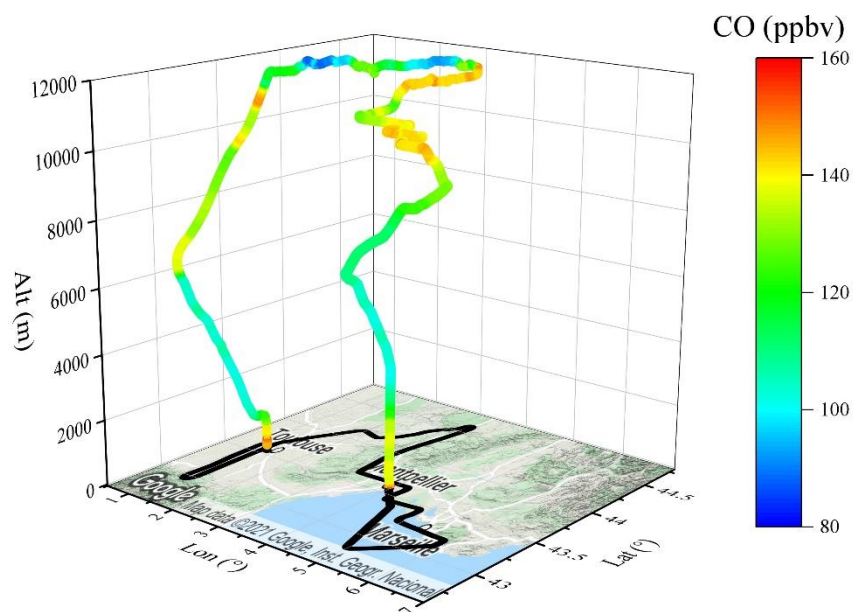 CO (ppbv)
160
140
120
100
80
12000
10000
8000
6000
4000
2000
0
Alt (m)
1
2
3
4
5
6
7
Lon (°)
43
43.5
44
44.5
Lat (°)
Toulouse
Montpellier
Marseille
Google
Map data ©2021 Google, Inst. Geogr. Nacional